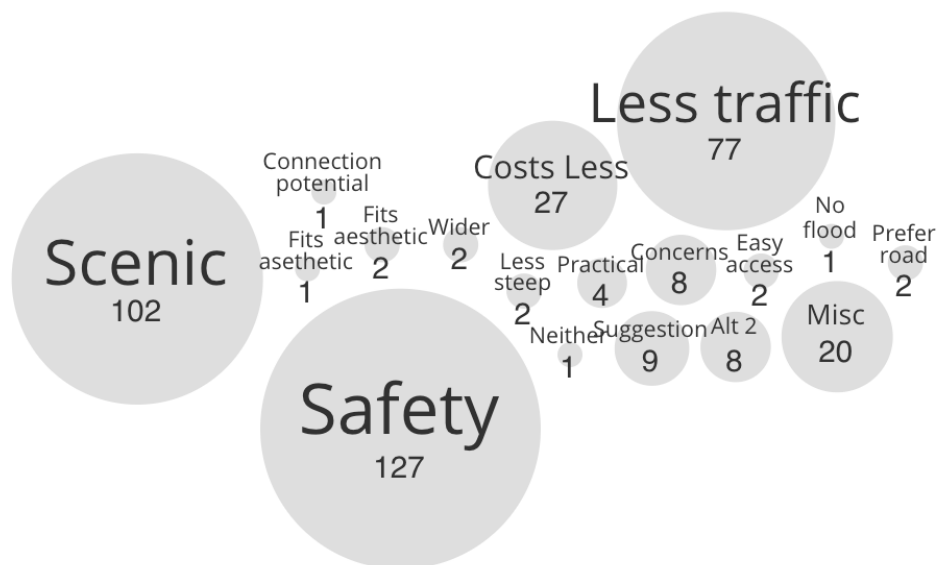 Less traffic
77
Costs Less
27
Connection
potential
1
Scenic
102
Fits
asethetic
1
Fits
aesthetic
2
Wider
2
Less
steep
2
Practical
4
Concerns
8
Easy
access
2
No
flood
1
Prefer
road
2
Neither
1
Suggestion
9
Alt 2
8
Misc
20
Safety
127